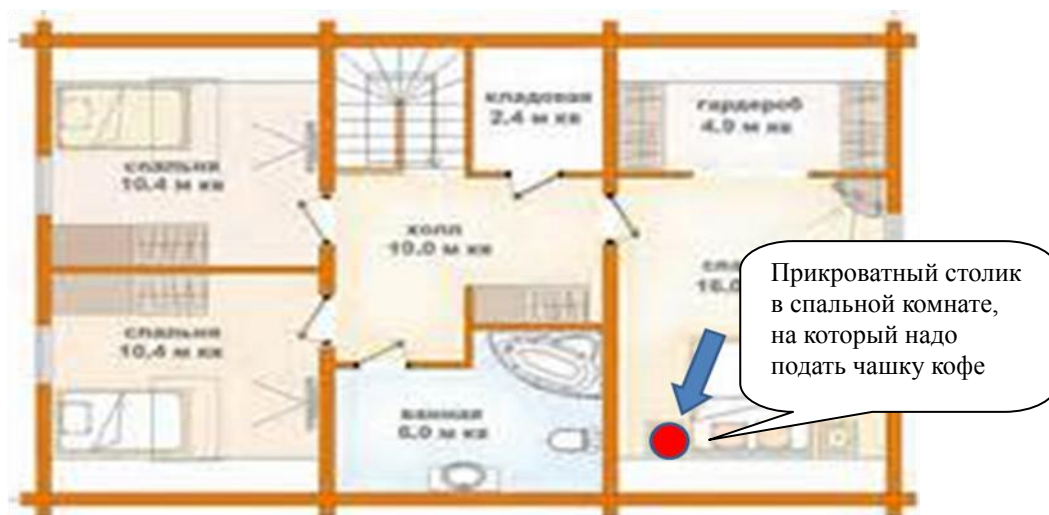 кладовая
2.4 м кв
гардероб
4.9 м кв
спальня
10.4 м кв
холл
10.0 м кв
Прикроватный столик
в спальной комнате,
на который надо
подать чашку кофе
спальня
10.4 м кв
ванная
6.0 м кв